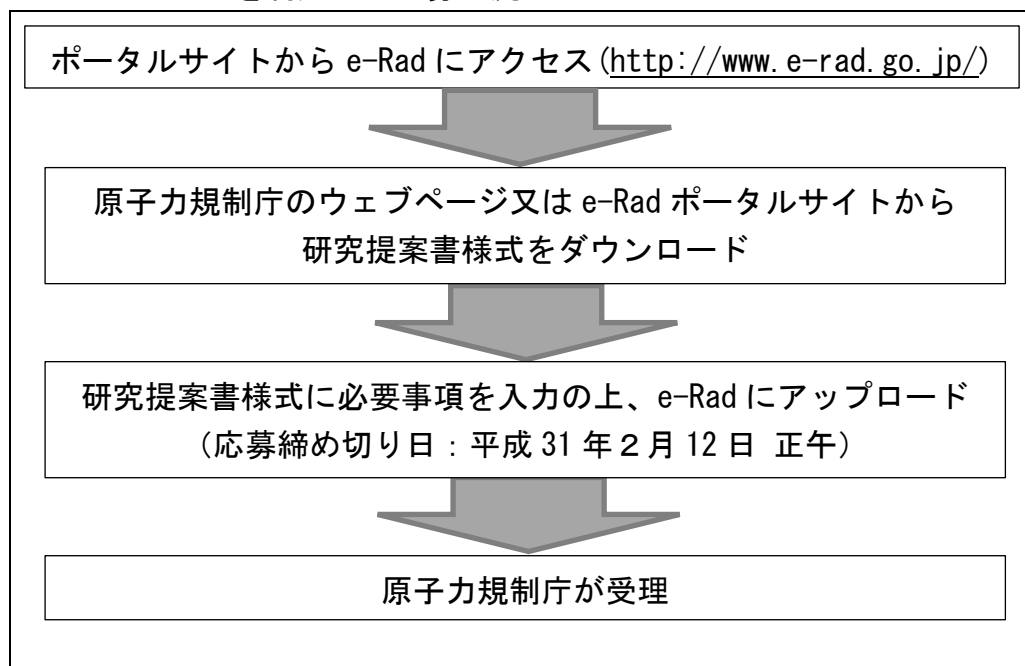 ポータルサイトから e-Rad にアクセス(http://www.e-rad.go.jp/)
原子力規制庁のウェブページ又は e-Rad ポータルサイトから
研究提案書様式をダウンロード
研究提案書様式に必要事項を入力の上、e-Rad にアップロード
(応募締め切り日：平成 31 年２月 12 日 正午)
原子力規制庁が受理